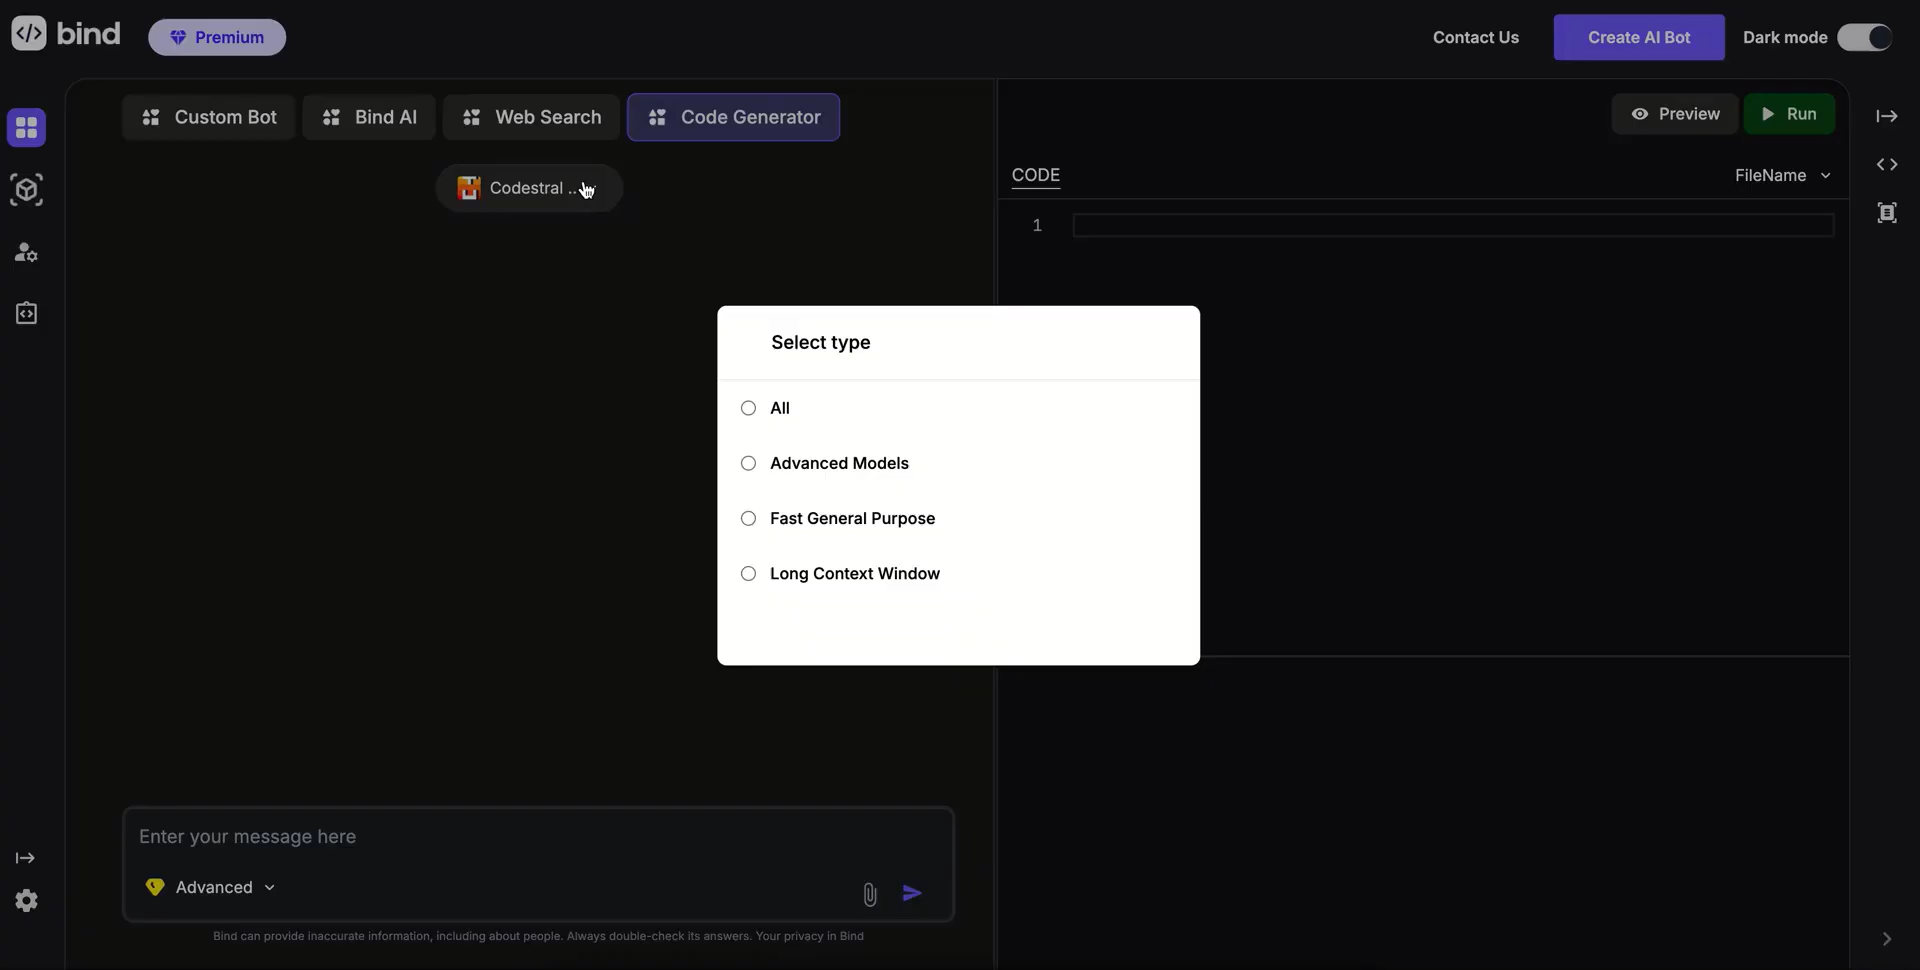 bind
Premium
Contact Us
Create AI Bot
Dark mode
Custom Bot
Bind AI
Web Search
Code Generator
Preview
Run
Codestral ..
CODE
FileName
1
Select type
All
Advanced Models
Fast General Purpose
Long Context Window
Enter your message here
Advanced
Bind can provide inaccurate information, including about people. Always double-check its answers. Your privacy in Bind